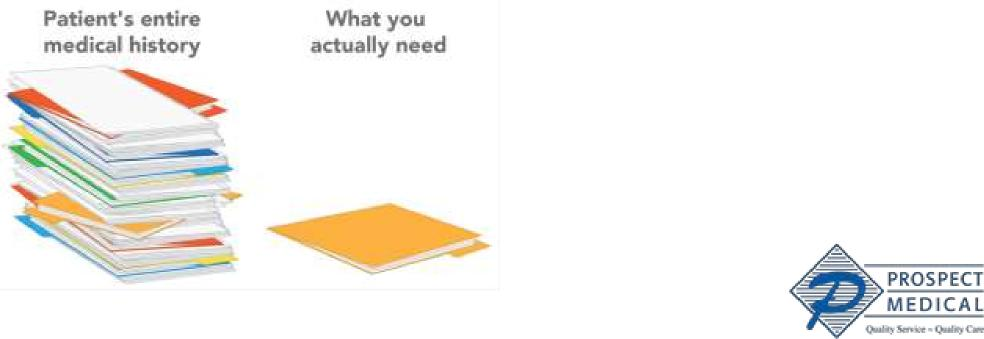 Patient's entire
medical history
What you
actually need
PROSPECT
MEDICAL
Quality Service ~ Quality Care